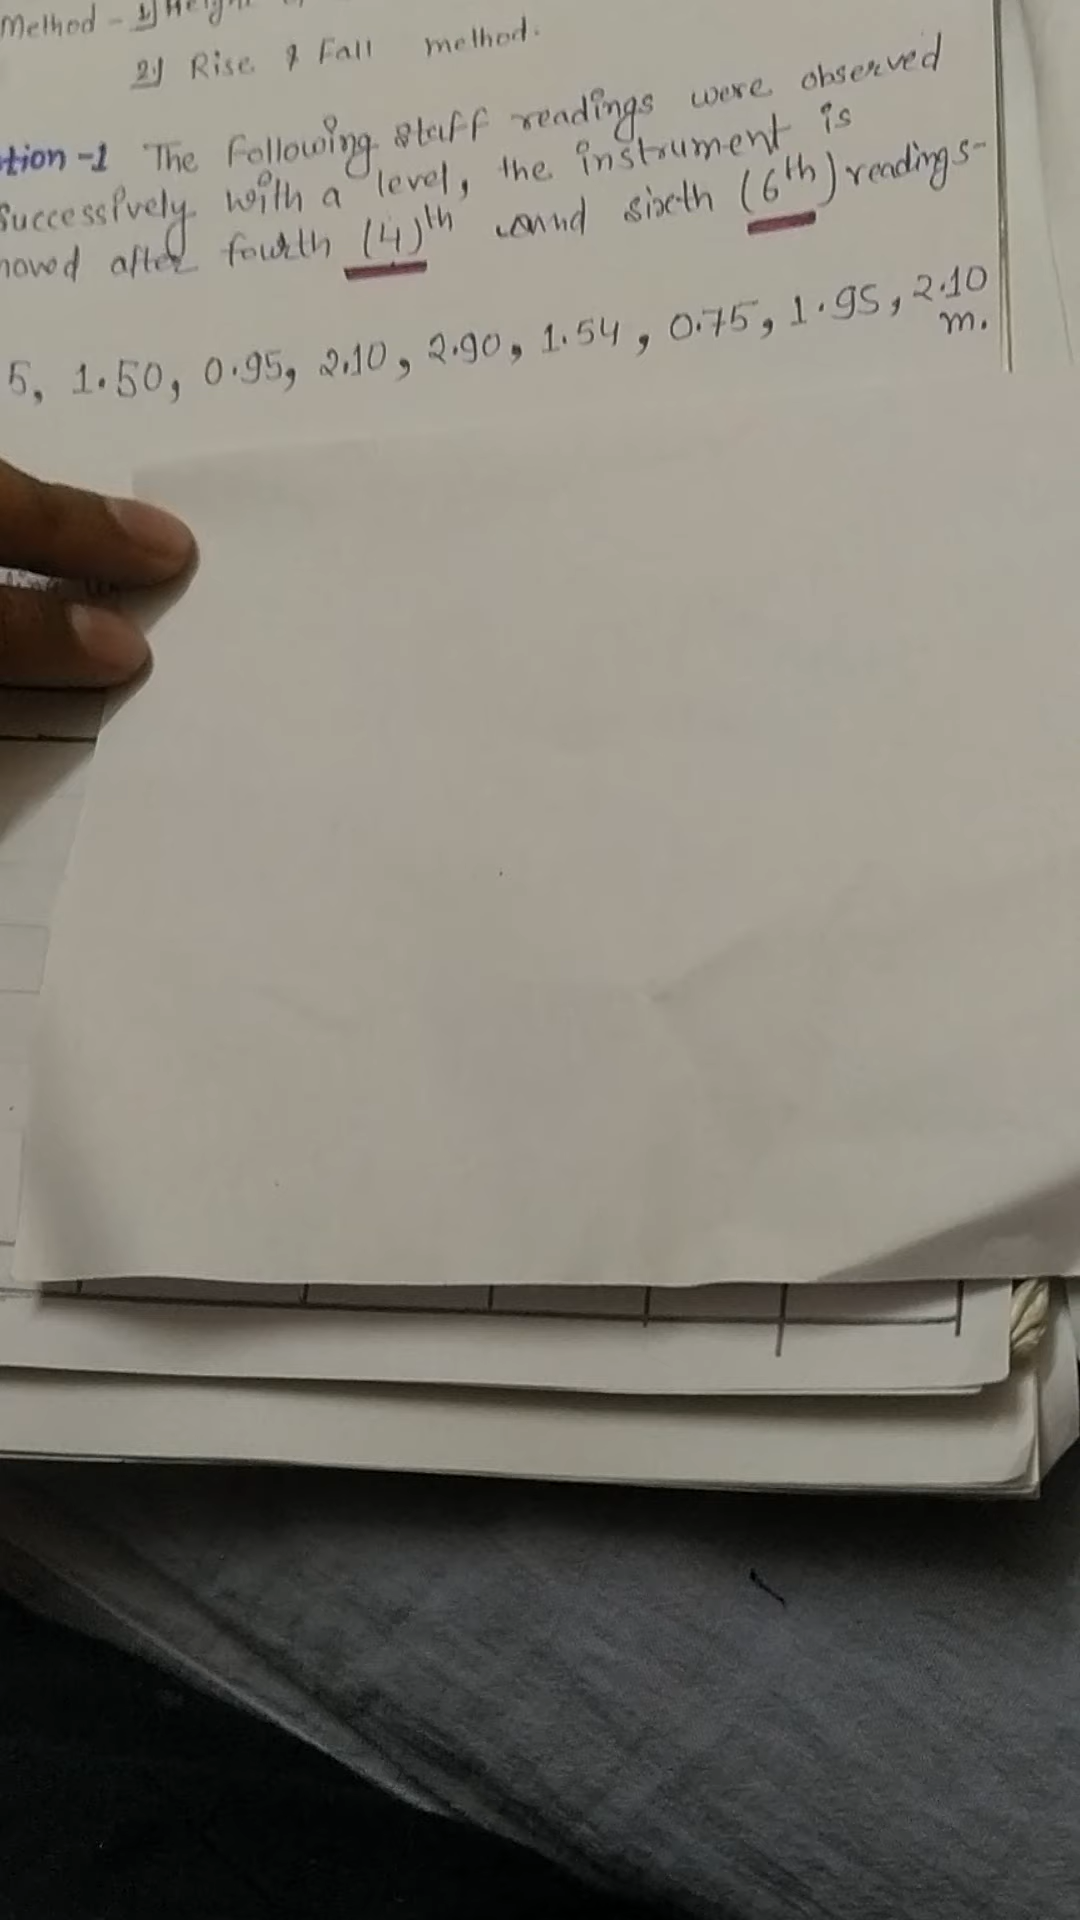 Method - 1)
2) Rise & Fall method.
tion -1 The following staff readings were observed
Successively with a level, the instrument is
moved after fourth (4)th and sixth (6th) readings-
5, 1.50, 0.95, 2.10, 2.90, 1.54, 0.75, 1.95, 2.10
m.